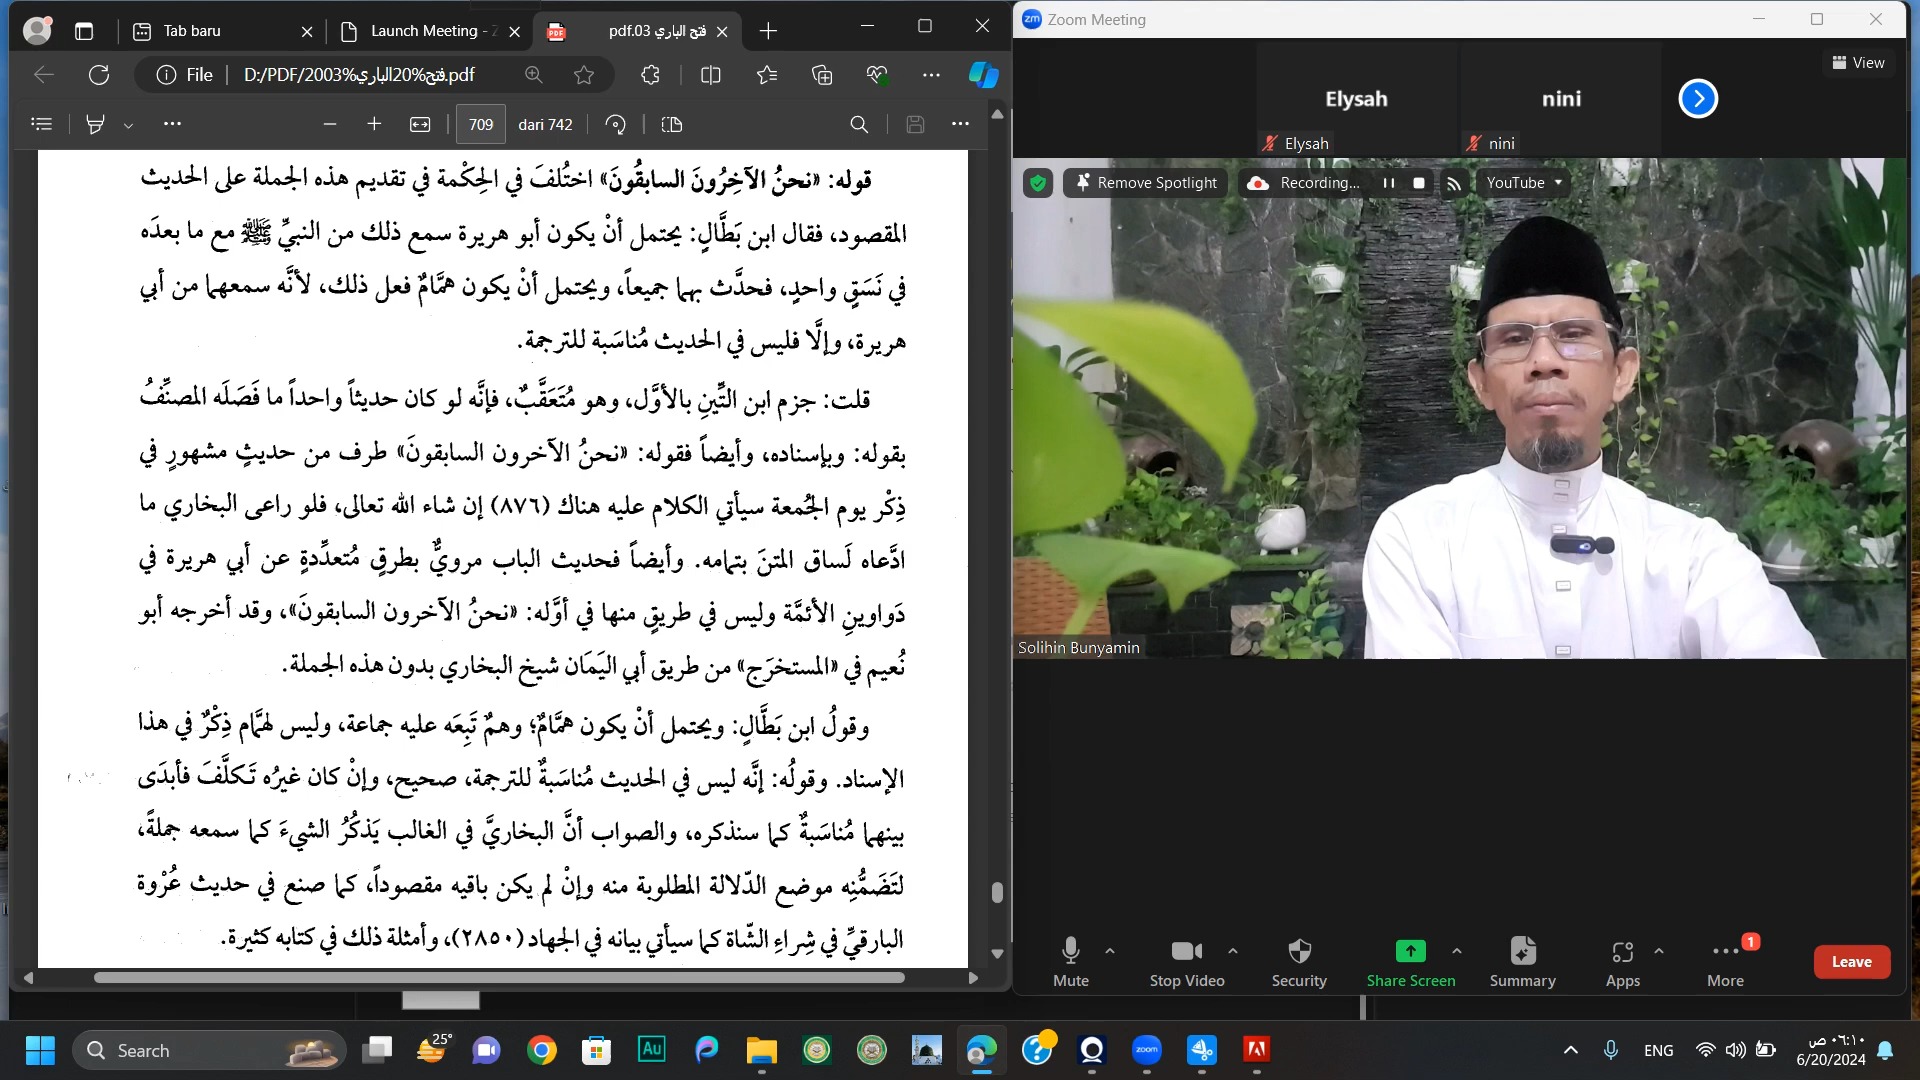 Tab baru
Launch Meeting - Z
فتح الباري 03.pdf
File
D:/PDF/2003%فتح%20الباري.pdf
709
dari 742
قوله: «نحنُ الآخِرُونَ السابقُونَ» اختُلفَ في الحِكْمة في تقديم هذه الجملة على الحديث
المقصود، فقال ابن بَطَّالٍ: يحتمل أنْ يكون أبو هريرة سمع ذلك من النبيِّ ﷺ مع ما بعدَه
في نَسَقٍ واحدٍ، فحدَّث بهما جميعاً، ويحتمل أنْ يكون همَّامٌ فعل ذلك، لأنَّه سمعهما من أبي
هريرة، وإلَّا فليس في الحديث مُناسَبة للترجمة.
قلت: جزم ابن التِّينِ بالأوَّل، وهو مُتَعَقَّبٌ، فإنَّه لو كان حديثاً واحداً ما فَصَلَه المصنِّفُ
بقوله: وبإسناده، وأيضاً فقوله: «نحنُ الآخرون السابقونَ» طرف من حديثٍ مشهورٍ في
ذِكْر يوم الجُمعة سيأتي الكلام عليه هناك (٨٧٦) إن شاء الله تعالى، فلو راعى البخاري ما
ادَّعاه لَساق المتنَ بتمامه. وأيضاً فحديث الباب مرويٌّ بطرقٍ مُتعدِّدةٍ عن أبي هريرة في
دَواوينِ الأئمَّة وليس في طريقٍ منها في أوَّله: «نحنُ الآخرون السابقونَ»، وقد أخرجه أبو
نُعيم في «المستخرَج» من طريق أبي اليَمَان شيخ البخاري بدون هذه الجملة.
وقولُ ابن بَطَّالٍ: ويحتمل أنْ يكون همَّامٌ؛ وهمٌ تَبِعَه عليه جماعة، وليس لهمَّام ذِكْرٌ في هذا
الإسناد. وقولُه: إنَّه ليس في الحديث مُناسَبةٌ للترجمة، صحيح، وإنْ كان غيرُه تَكلَّفَ فأبدَى
بينهما مُناسَبةٌ كما سنذكره، والصواب أنَّ البخاريَّ في الغالب يَذكُرُ الشيءَ كما سمعه جملةً،
لتَضَمُّنِه موضع الدّلالة المطلوبة منه وإنْ لم يكن باقيه مقصوداً، كما صنع في حديث عُرْوة
البارقيِّ في شِراءِ الشّاة كما سيأتي بيانه في الجهاد (٢٨٥٠)، وأمثلة ذلك في كتابه كثيرة.
Zoom Meeting
View
Elysah
nini
Elysah
nini
Remove Spotlight
Recording...
YouTube
Solihin Bunyamin
Mute
Stop Video
Security
Share Screen
Summary
Apps
1
More
Leave
Search
25°
Au
zoom
ENG
٠٦:١٠ ص
6/20/2024